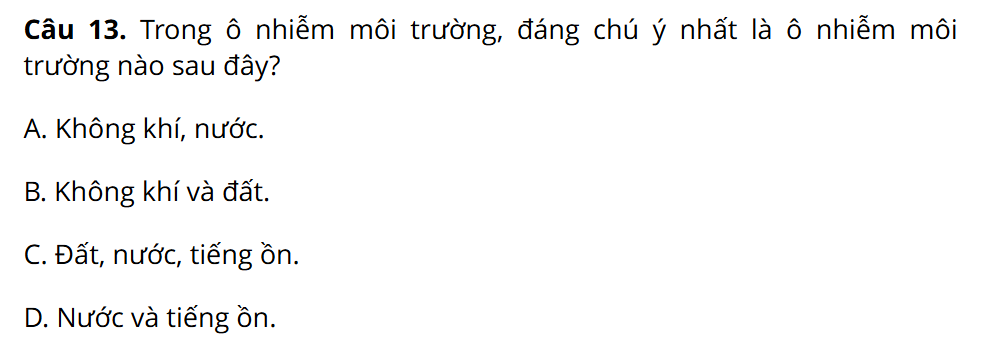 Câu 13. Trong ô nhiễm môi trường, đáng chú ý nhất là ô nhiễm môi
trường nào sau đây?
A. Không khí, nước.
B. Không khí và đất.
C. Đất, nước, tiếng ồn.
D. Nước và tiếng ồn.